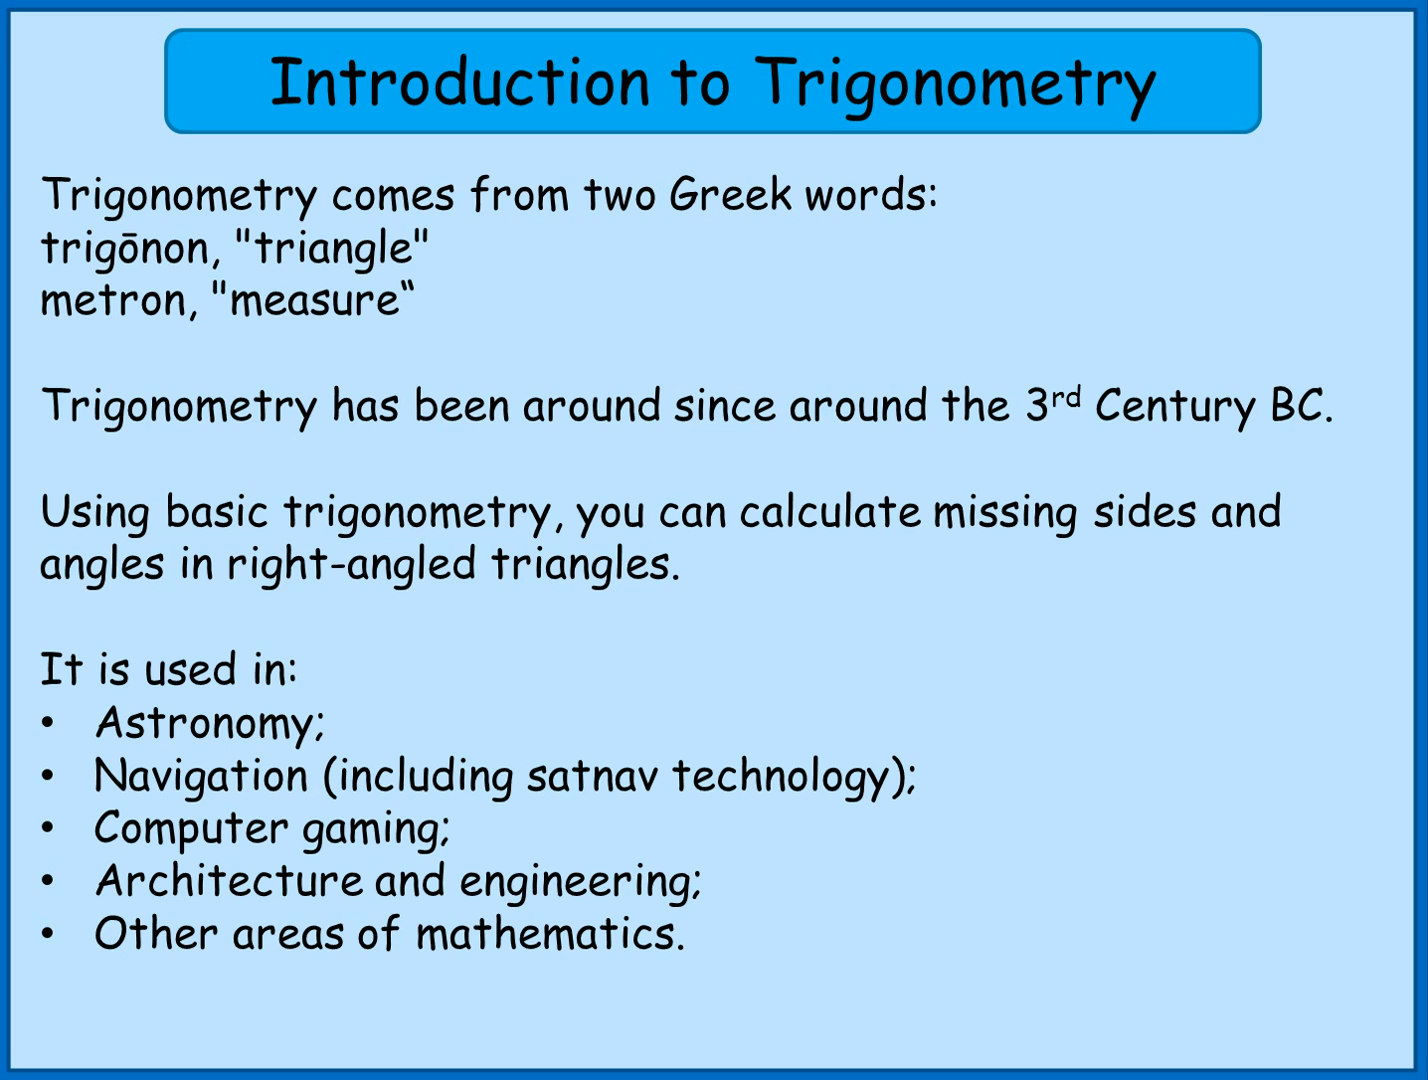 Introduction to Trigonometry
Trigonometry comes from two Greek words:
trigōnon, "triangle"
metron, "measure“
Trigonometry has been around since around the 3rd Century BC.
Using basic trigonometry, you can calculate missing sides and
angles in right-angled triangles.
It is used in:
• Astronomy;
• Navigation (including satnav technology);
• Computer gaming;
• Architecture and engineering;
• Other areas of mathematics.